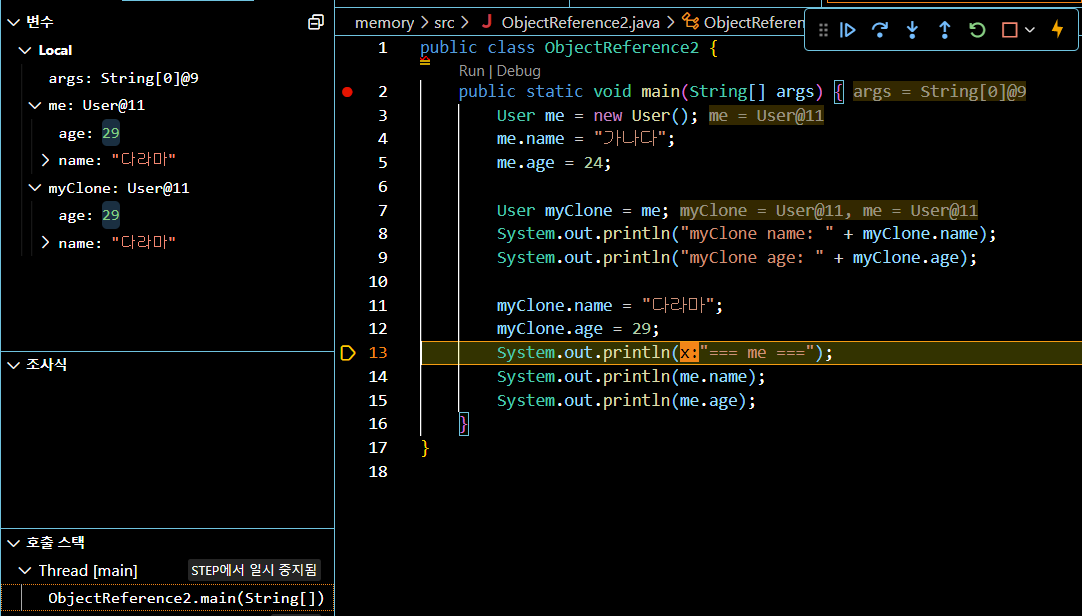 변수
Local
args: String[0]@9
me: User@11
age: 29
name: "다라마"
myClone: User@11
age: 29
name: "다라마"
조사식
호출 스택
Thread [main] STEP에서 일시 중지됨
ObjectReference2.main(String[])
memory > src > J ObjectReference2.java > ObjectReferen
1 public class ObjectReference2 {
Run | Debug
2 public static void main(String[] args) { args = String[0]@9
3 User me = new User(); me = User@11
4 me.name = "가나다";
5 me.age = 24;
6
7 User myClone = me; myClone = User@11, me = User@11
8 System.out.println("myClone name: " + myClone.name);
9 System.out.println("myClone age: " + myClone.age);
10
11 myClone.name = "다라마";
12 myClone.age = 29;
13 System.out.println(x:"=== me ===");
14 System.out.println(me.name);
15 System.out.println(me.age);
16 }
17 }
18